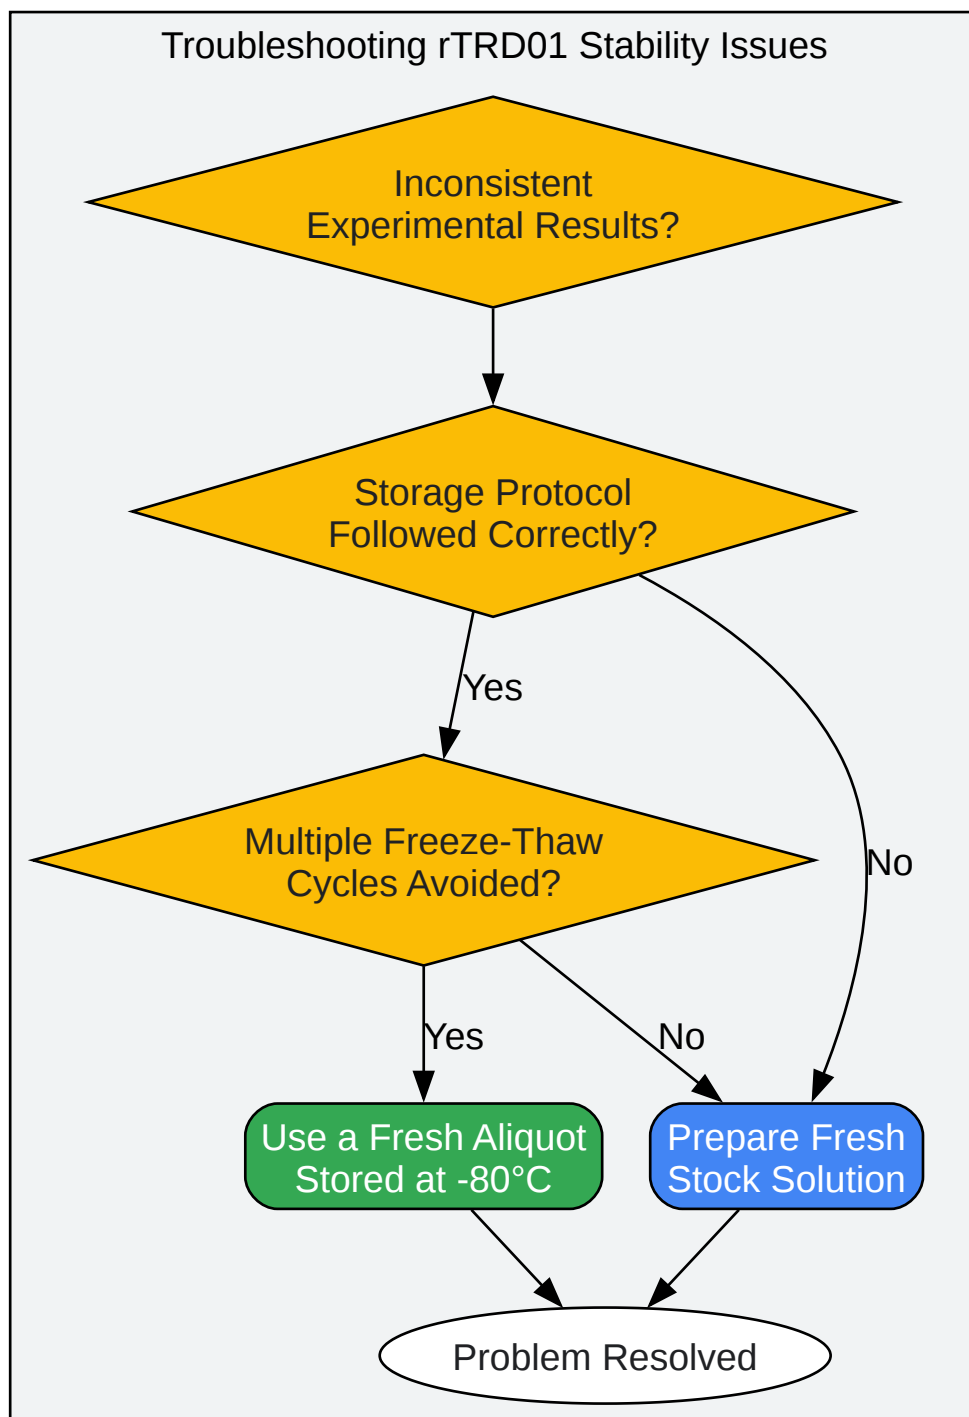 Troubleshooting rTRD01 Stability Issues
Inconsistent
Experimental Results?
Storage Protocol
Followed Correctly?
Yes
Multiple Freeze-Thaw
Cycles Avoided?
No
Yes
No
Use a Fresh Aliquot
Stored at -80°C
Prepare Fresh
Stock Solution
Problem Resolved